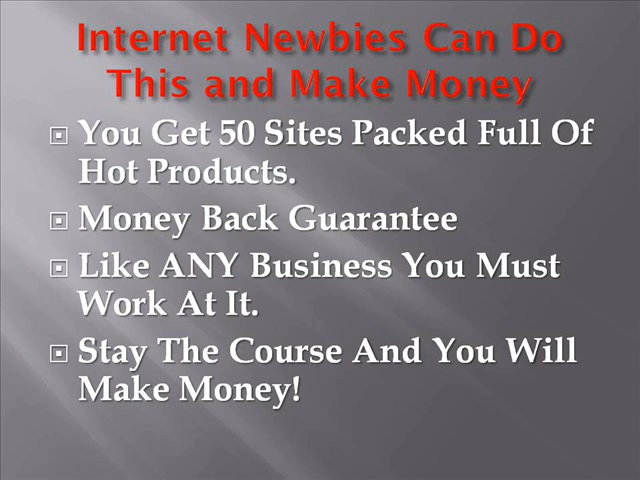 Internet Newbies Can Do
This and Make Money
You Get 50 Sites Packed Full Of
Hot Products.
Money Back Guarantee
Like ANY Business You Must
Work At It.
Stay The Course And You Will
Make Money!